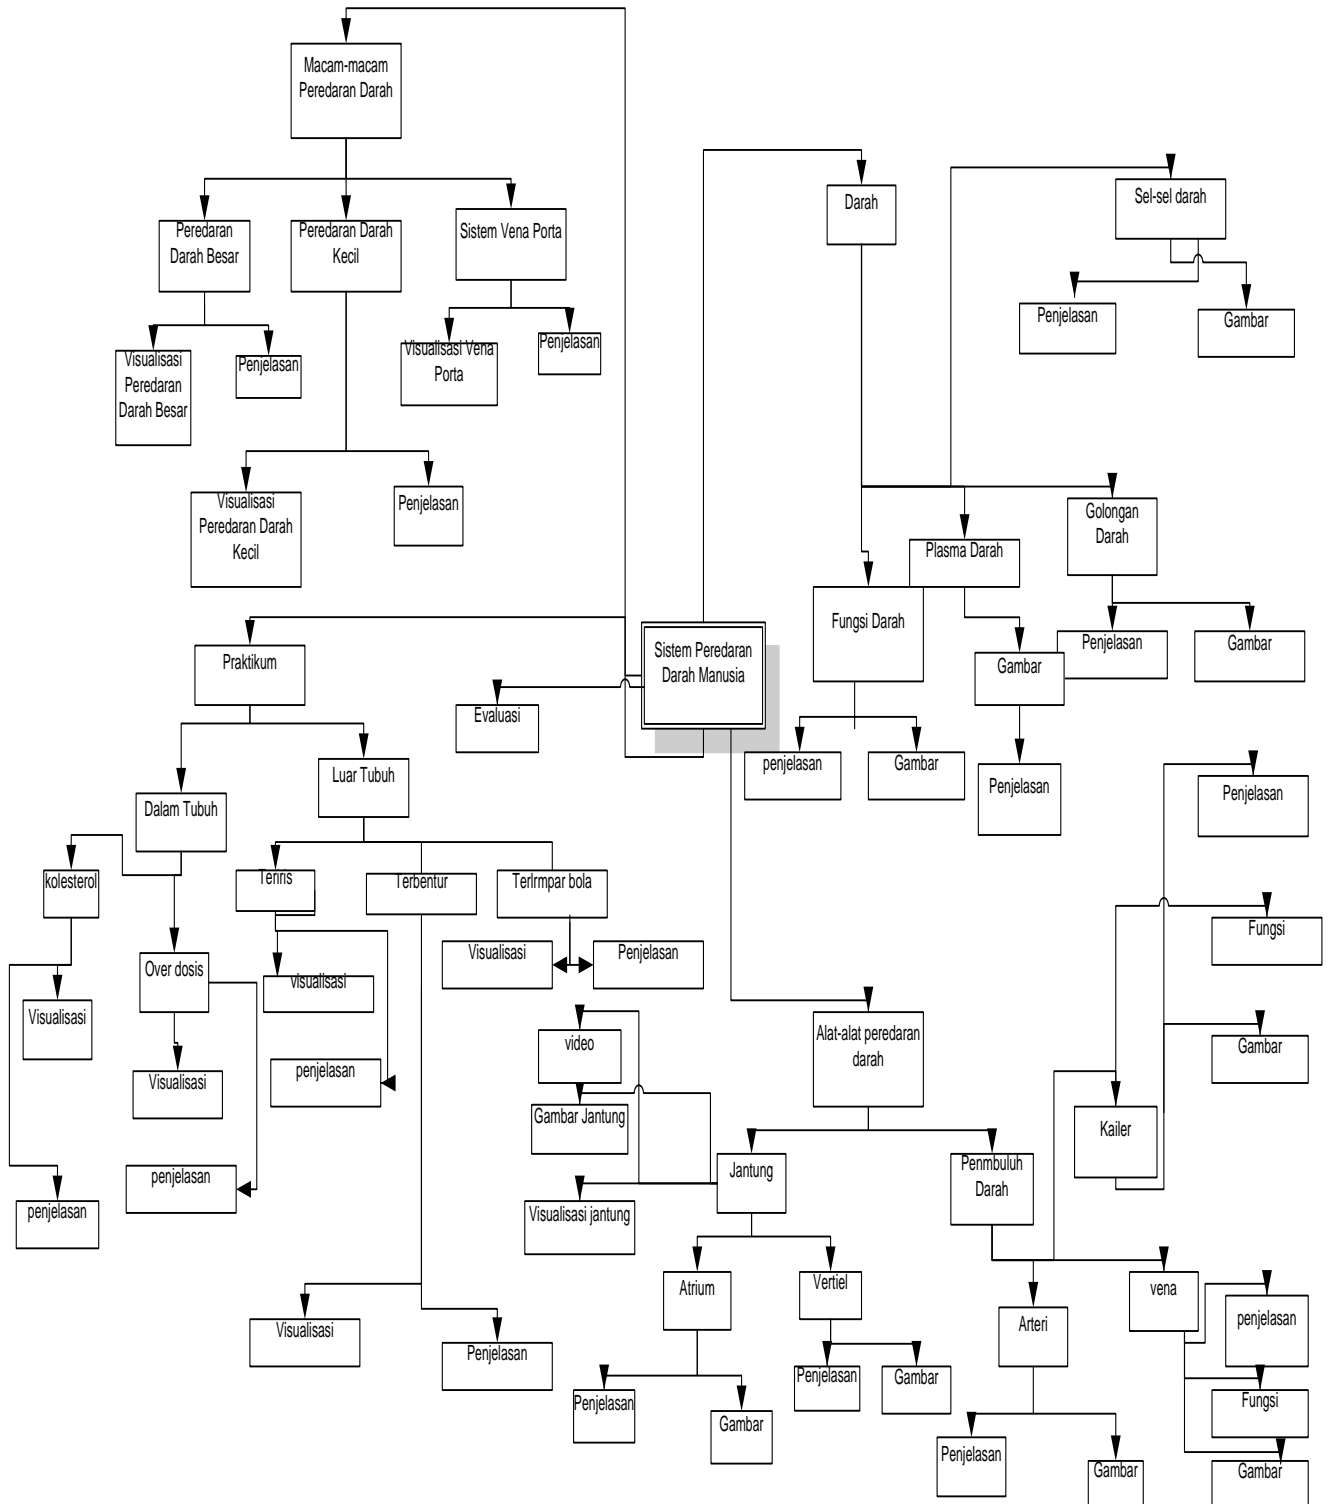 Macam-macam
Peredaran Darah
Peredaran
Darah Besar
Peredaran Darah
Kecil
Sistem Vena Porta
Visualisasi
Peredaran
Darah Besar
Penjelasan
Visualisasi Vena
Porta
Penjelasan
Visualisasi
Peredaran Darah
Kecil
Penjelasan
Darah
Sel-sel darah
Penjelasan
Gambar
Golongan
Darah
Plasma Darah
Fungsi Darah
Penjelasan
Gambar
Gambar
penjelasan
Gambar
Penjelasan
Sistem Peredaran
Darah Manusia
Praktikum
Evaluasi
Luar Tubuh
Dalam Tubuh
kolesterol
Teriris
Terbentur
Terlrmpar bola
Visualisasi
Penjelasan
Over dosis
visualisasi
Visualisasi
Visualisasi
penjelasan
penjelasan
penjelasan
Visualisasi
Penjelasan
Alat-alat peredaran
darah
video
Gambar Jantung
Jantung
Visualisasi jantung
Penmbuluh
Darah
Kailer
Penjelasan
Fungsi
Gambar
Atrium
Vertiel
Penjelasan
Gambar
Penjelasan
Gambar
Arteri
vena
penjelasan
Fungsi
Gambar
Penjelasan
Gambar